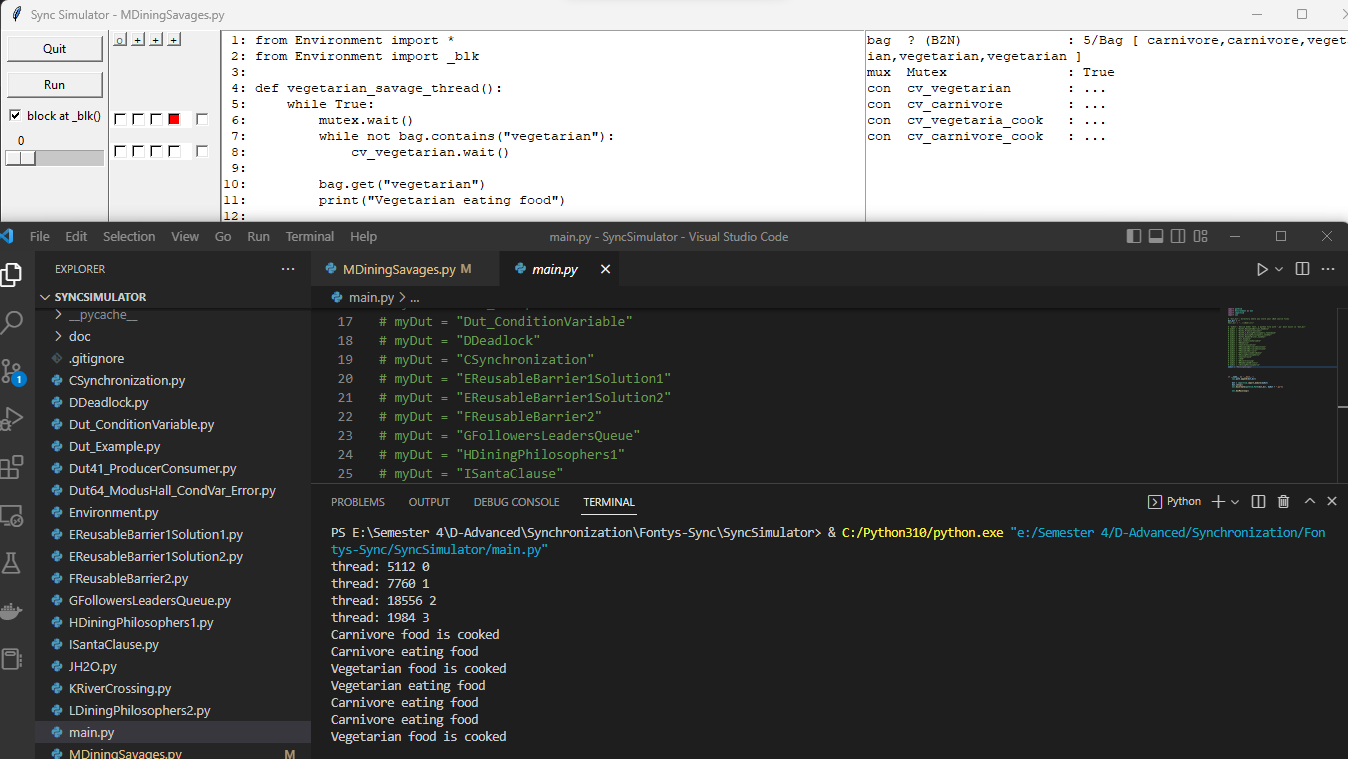 Sync Simulator - MDiningSavages.py
Quit
Run
block at _blk()
0
o + + +
1: from Environment import *
2: from Environment import _blk
3:
4: def vegetarian_savage_thread():
5:     while True:
6:         mutex.wait()
7:         while not bag.contains("vegetarian"):
8:             cv_vegetarian.wait()
9:
10:         bag.get("vegetarian")
11:         print("Vegetarian eating food")
12:
bag  ? (BZN)          : 5/Bag [ carnivore,carnivore,veget
ian,vegetarian,vegetarian ]
mux  Mutex            : True
con  cv_vegetarian    : ...
con  cv_carnivore     : ...
con  cv_vegetaria_cook   : ...
con  cv_carnivore_cook   : ...
File Edit Selection View Go Run Terminal Help
main.py - SyncSimulator - Visual Studio Code
EXPLORER
SYNCSIMULATOR
__pycache__
doc
.gitignore
CSynchronization.py
DDeadlock.py
Dut_ConditionVariable.py
Dut_Example.py
Dut41_ProducerConsumer.py
Dut64_ModusHall_CondVar_Error.py
Environment.py
EReusableBarrier1Solution1.py
EReusableBarrier1Solution2.py
FReusableBarrier2.py
GFollowersLeadersQueue.py
HDiningPhilosophers1.py
ISantaClause.py
JH2O.py
KRiverCrossing.py
LDiningPhilosophers2.py
main.py
MDiningSavages.py M
1
MDiningSavages.py M
main.py
main.py > ...
17 # myDut = "Dut_ConditionVariable"
18 # myDut = "DDeadlock"
19 # myDut = "CSynchronization"
20 # myDut = "EReusableBarrier1Solution1"
21 # myDut = "EReusableBarrier1Solution2"
22 # myDut = "FReusableBarrier2"
23 # myDut = "GFollowersLeadersQueue"
24 # myDut = "HDiningPhilosophers1"
25 # myDut = "ISantaClause"
PROBLEMS OUTPUT DEBUG CONSOLE TERMINAL
Python
PS E:\Semester 4\D-Advanced\Synchronization\Fontys-Sync\SyncSimulator> & C:/Python310/python.exe "e:/Semester 4/D-Advanced/Synchronization/Fon
tys-Sync/SyncSimulator/main.py"
thread: 5112 0
thread: 7760 1
thread: 18556 2
thread: 1984 3
Carnivore food is cooked
Carnivore eating food
Vegetarian food is cooked
Vegetarian eating food
Carnivore eating food
Carnivore eating food
Vegetarian food is cooked